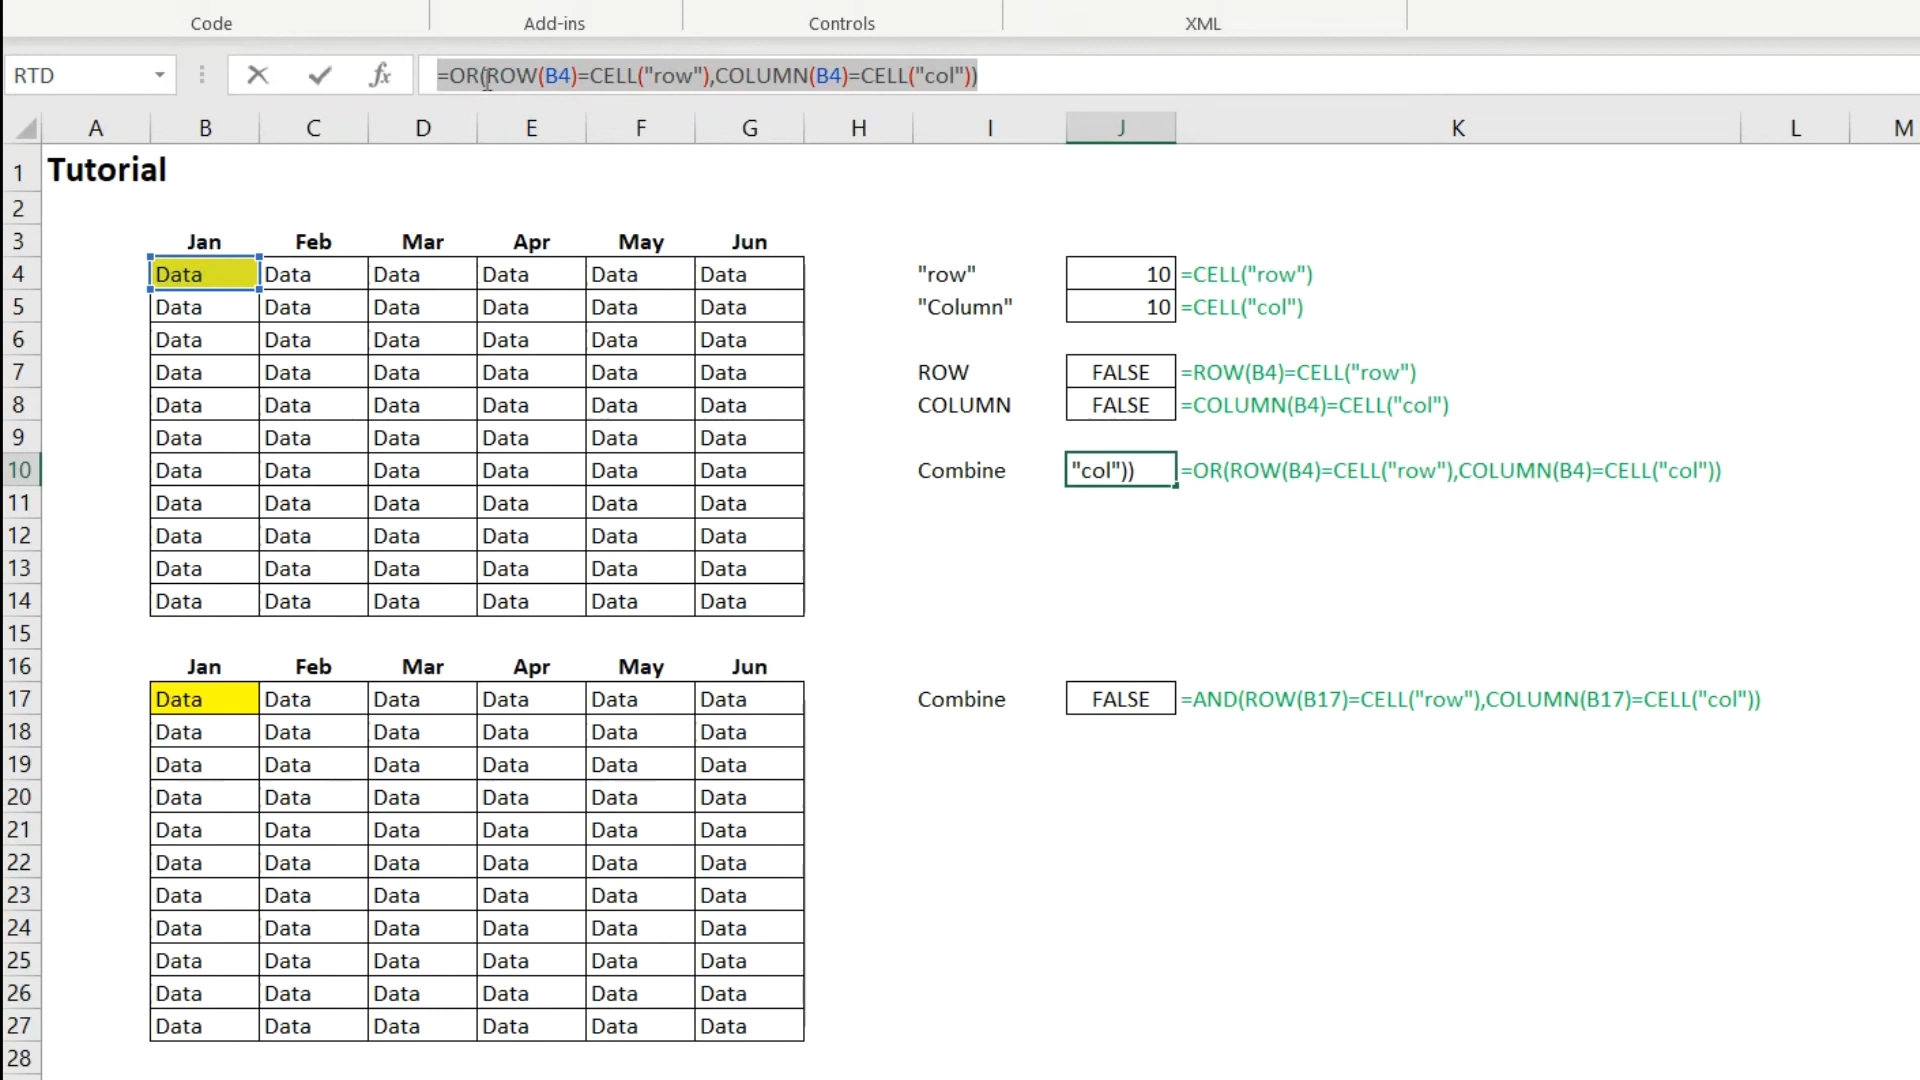 Code Add-ins Controls XML
RTD fx =OR(ROW(B4)=CELL("row"),COLUMN(B4)=CELL("col"))
A B C D E F G H I J K L M
1 Tutorial
2
3 Jan Feb Mar Apr May Jun
4 Data Data Data Data Data Data "row" 10 =CELL("row")
5 Data Data Data Data Data Data "Column" 10 =CELL("col")
6 Data Data Data Data Data Data
7 Data Data Data Data Data Data ROW FALSE =ROW(B4)=CELL("row")
8 Data Data Data Data Data Data COLUMN FALSE =COLUMN(B4)=CELL("col")
9 Data Data Data Data Data Data
10 Data Data Data Data Data Data Combine "col")) =OR(ROW(B4)=CELL("row"),COLUMN(B4)=CELL("col"))
11 Data Data Data Data Data Data
12 Data Data Data Data Data Data
13 Data Data Data Data Data Data
14 Data Data Data Data Data Data
15
16 Jan Feb Mar Apr May Jun
17 Data Data Data Data Data Data Combine FALSE =AND(ROW(B17)=CELL("row"),COLUMN(B17)=CELL("col"))
18 Data Data Data Data Data Data
19 Data Data Data Data Data Data
20 Data Data Data Data Data Data
21 Data Data Data Data Data Data
22 Data Data Data Data Data Data
23 Data Data Data Data Data Data
24 Data Data Data Data Data Data
25 Data Data Data Data Data Data
26 Data Data Data Data Data Data
27 Data Data Data Data Data Data
28